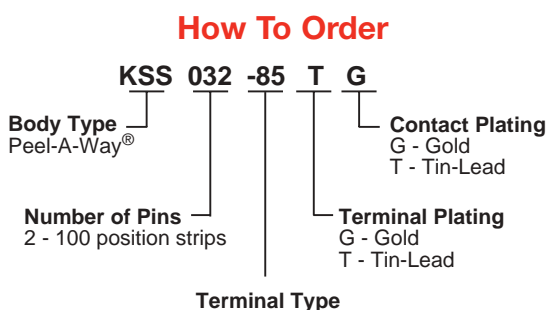 How To Order
KSS 032 -85 T G
Body Type
Peel-A-Way®
Contact Plating
G - Gold
T - Tin-Lead
Number of Pins
2 - 100 position strips
Terminal Plating
G - Gold
T - Tin-Lead
Terminal Type